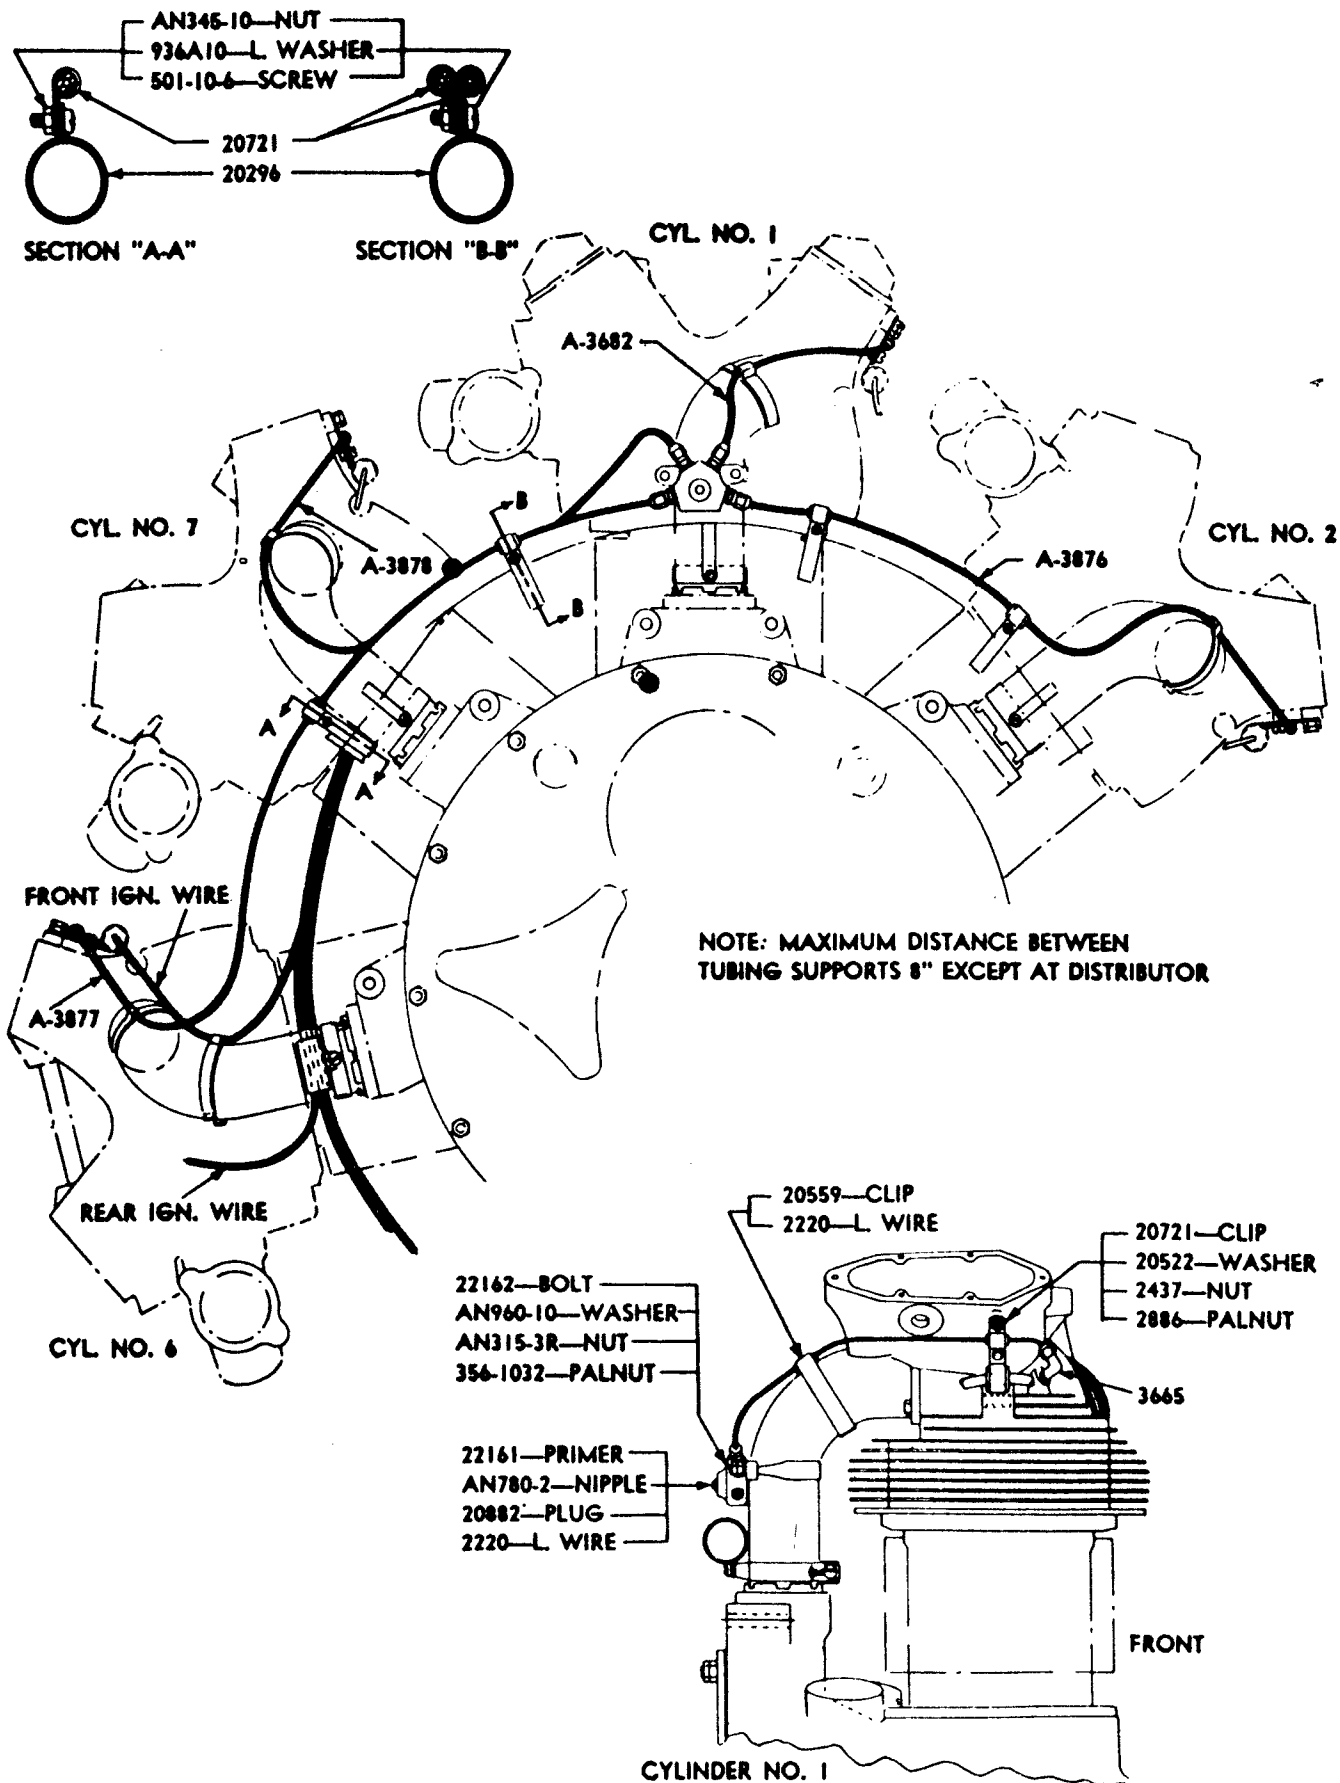 AN345-10—NUT
936A10—L. WASHER
501-10-6—SCREW
20721
20296
SECTION "A-A"
SECTION "B-B"
CYL. NO. 1
A-3682
B
CYL. NO. 7
CYL. NO. 2
A-3878
A-3876
B
A
A
FRONT IGN. WIRE
NOTE: MAXIMUM DISTANCE BETWEEN
TUBING SUPPORTS 8" EXCEPT AT DISTRIBUTOR
A-3877
REAR IGN. WIRE
CYL. NO. 6
20559—CLIP
2220—L. WIRE
20721—CLIP
20522—WASHER
2437—NUT
2886—PALNUT
22162—BOLT
AN960-10—WASHER
AN315-3R—NUT
356-1032—PALNUT
3665
22161—PRIMER
AN780-2—NIPPLE
20882—PLUG
2220—L. WIRE
FRONT
CYLINDER NO. 1